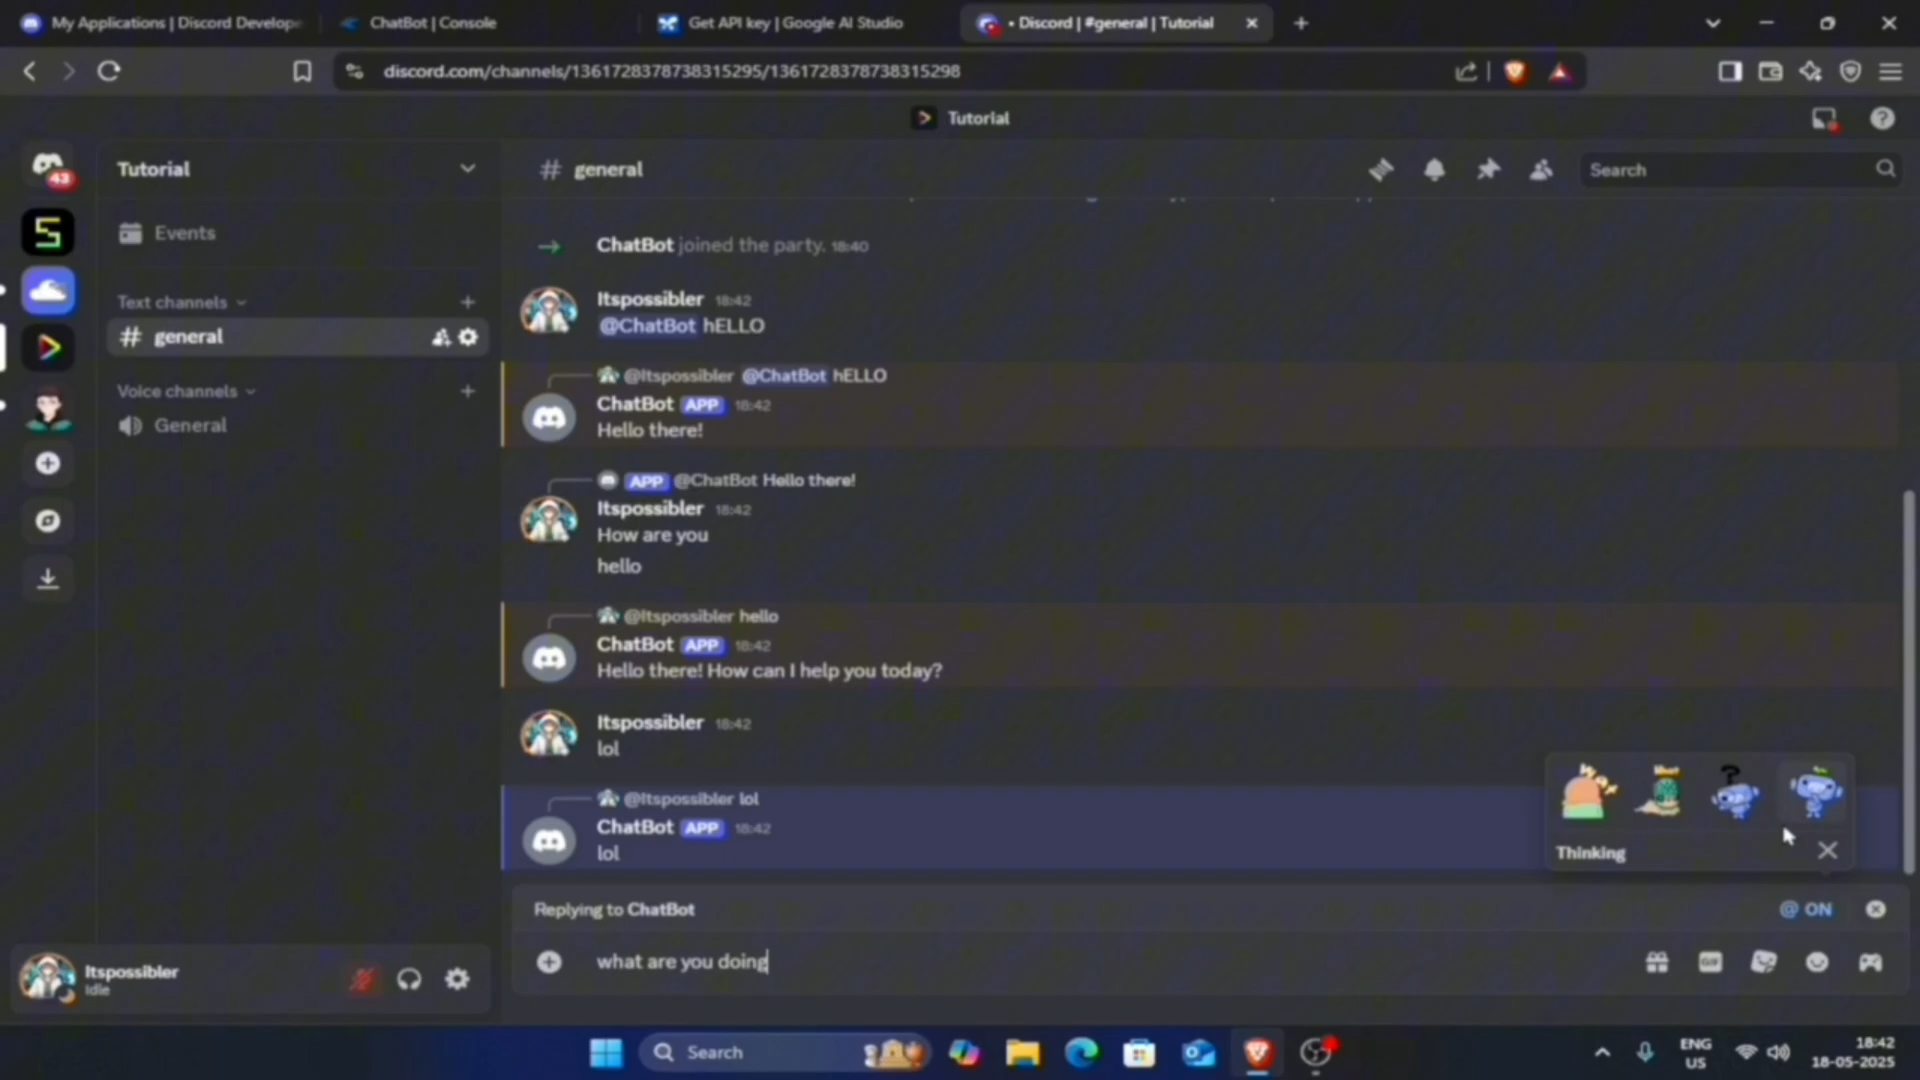 My Applications | Discord Develop
ChatBot | Console
Get API key | Google AI Studio
• Discord | #general | Tutorial
discord.com/channels/1361728378738315295/1361728378738315298
Tutorial
43
Tutorial
# general
Search
Events
Text channels
# general
Voice channels
General
ChatBot joined the party. 18:40
Itspossibler 18:42
@ChatBot hELLO
@Itspossibler @ChatBot hELLO
ChatBot APP 18:42
Hello there!
APP @ChatBot Hello there!
Itspossibler 18:42
How are you
hello
@Itspossibler hello
ChatBot APP 18:42
Hello there! How can I help you today?
Itspossibler 18:42
lol
@Itspossibler lol
ChatBot APP 18:42
lol
Thinking
Replying to ChatBot
@ ON
what are you doing
GIF
Itspossibler
Idle
Search
ENG
US
18:42
18-05-2025